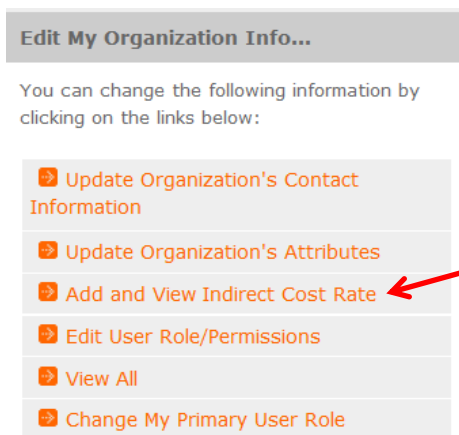 Edit My Organization Info...
You can change the following information by
clicking on the links below:
Update Organization's Contact
Information
Update Organization's Attributes
Add and View Indirect Cost Rate
Edit User Role/Permissions
View All
Change My Primary User Role